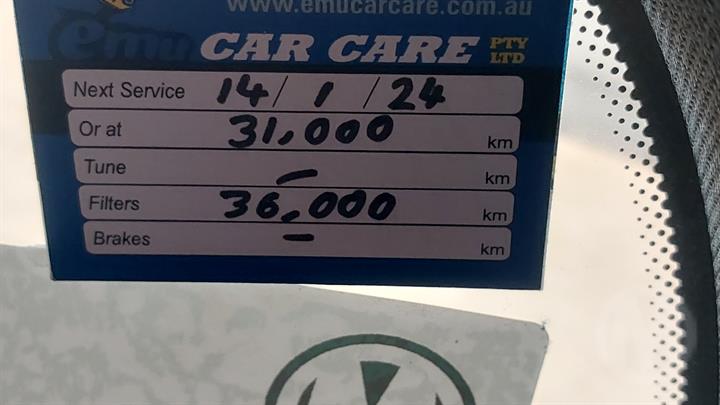 www.emucarcare.com.au
emu CAR CARE PTY LTD
Next Service 14 / 1 / 24
Or at 31,000 km
Tune – km
Filters 36,000 km
Brakes – km